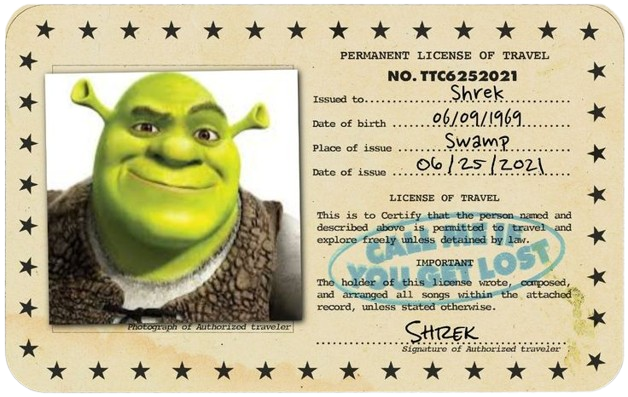 PERMANENT LICENSE OF TRAVEL
NO. TTC6252021
Issued to Shrek
Date of birth 06/09/1969
Place of issue Swamp
Date of issue 06/25/2021
LICENSE OF TRAVEL
This is to Certify that the person named and
described above is permitted to travel and
explore freely unless detained by law.
CALL ME IF
YOU GET LOST
IMPORTANT
The holder of this license wrote, composed,
and arranged all songs within the attached
record, unless stated otherwise.
SHREK
Signature of Authorized traveler
Photograph of Authorized traveler